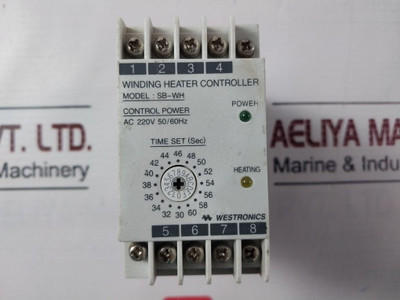 1 2 3 4
WINDING HEATER CONTROLLER
MODEL : SB-WH
POWER
CONTROL POWER
AC 220V 50/60Hz
TIME SET (Sec)
44 46 48
42 50
40 52
38 54
36 56
34 58
32 30 60
HEATING
WESTRONICS
5 6 7 8
VT. LTD.
Machinery
AELIYA MA
Marine & Indu